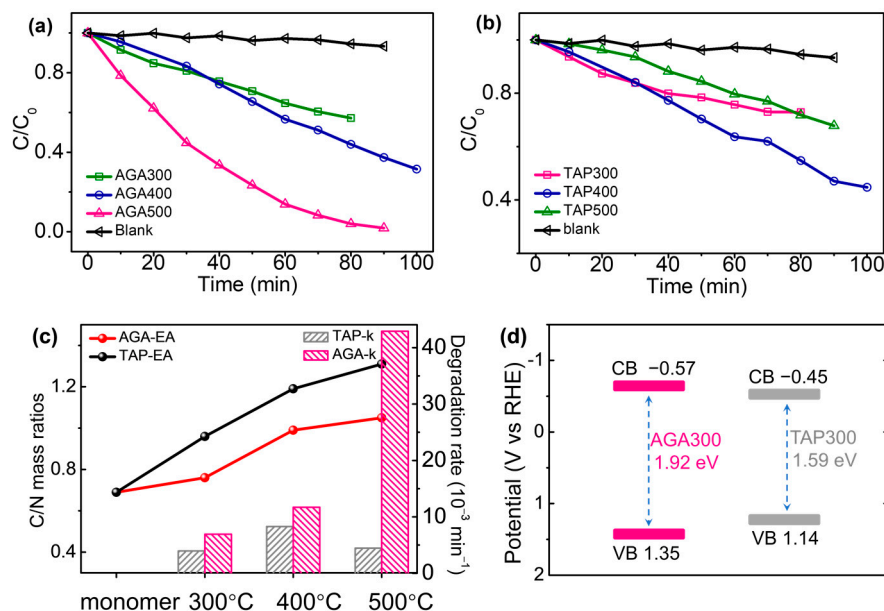 (a)
C/C0
0.8
0.4
0.0
AGA300
AGA400
AGA500
Blank
0 20 40 60 80 100
Time (min)
(b)
C/C0
0.8
0.4
TAP300
TAP400
TAP500
blank
0 20 40 60 80 100
Time (min)
(c)
AGA-EA
TAP-EA
TAP-k
AGA-k
C/N mass ratios
1.2
0.8
0.4
40
30
20
10
0
Degradation rate (10⁻³ min⁻¹)
monomer 300°C 400°C 500°C
(d)
Potential (V vs RHE)
-1
0
1
2
CB −0.57
AGA300
1.92 eV
VB 1.35
CB −0.45
TAP300
1.59 eV
VB 1.14